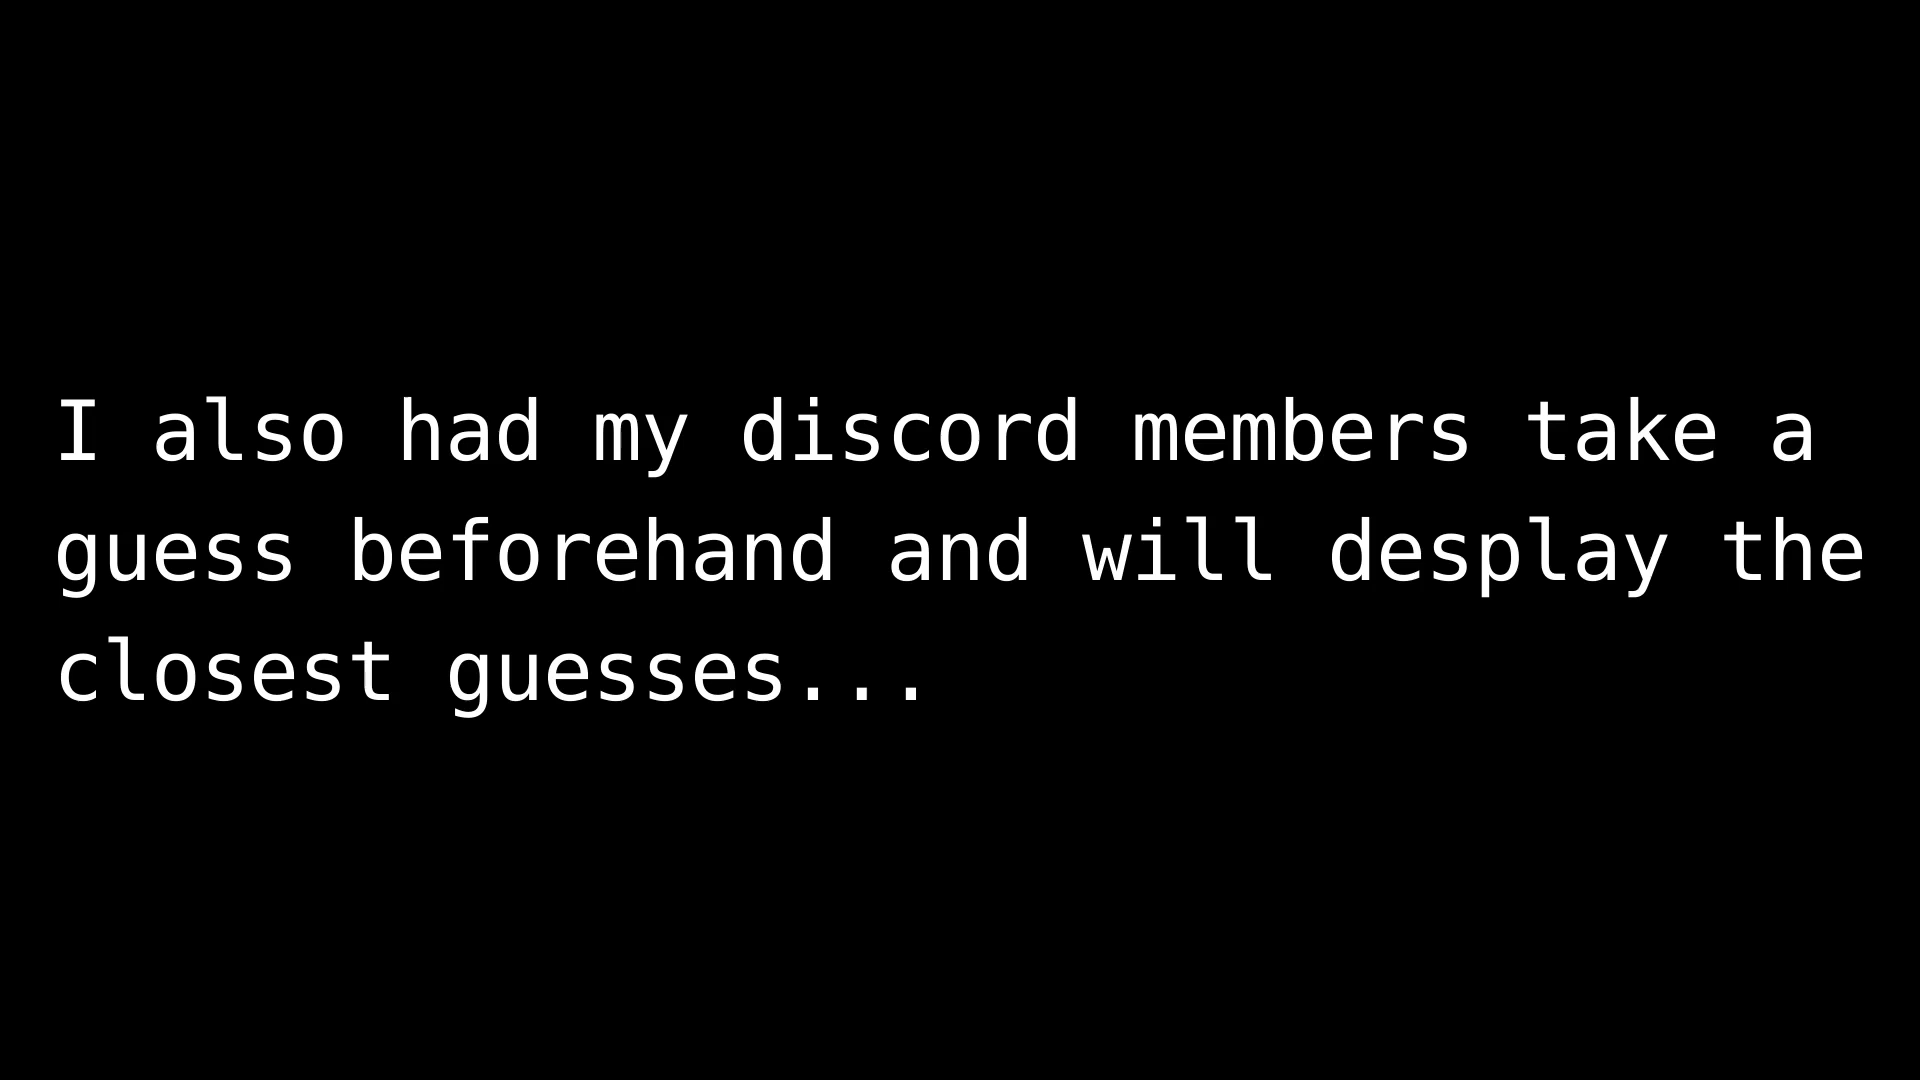 I also had my discord members take a
guess beforehand and will desplay the
closest guesses...